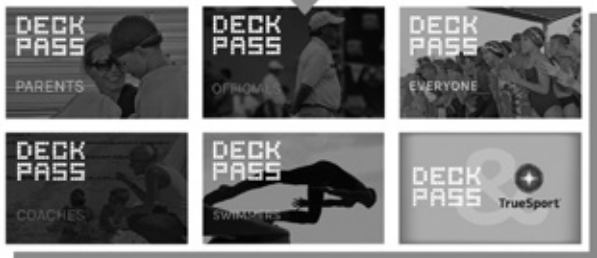 DECK
PASS
PARENTS
DECK
PASS
OFFICIALS
DECK
PASS
EVERYONE
DECK
PASS
COACHES
DECK
PASS
SWIMMERS
&
DECK
PASS
TrueSport